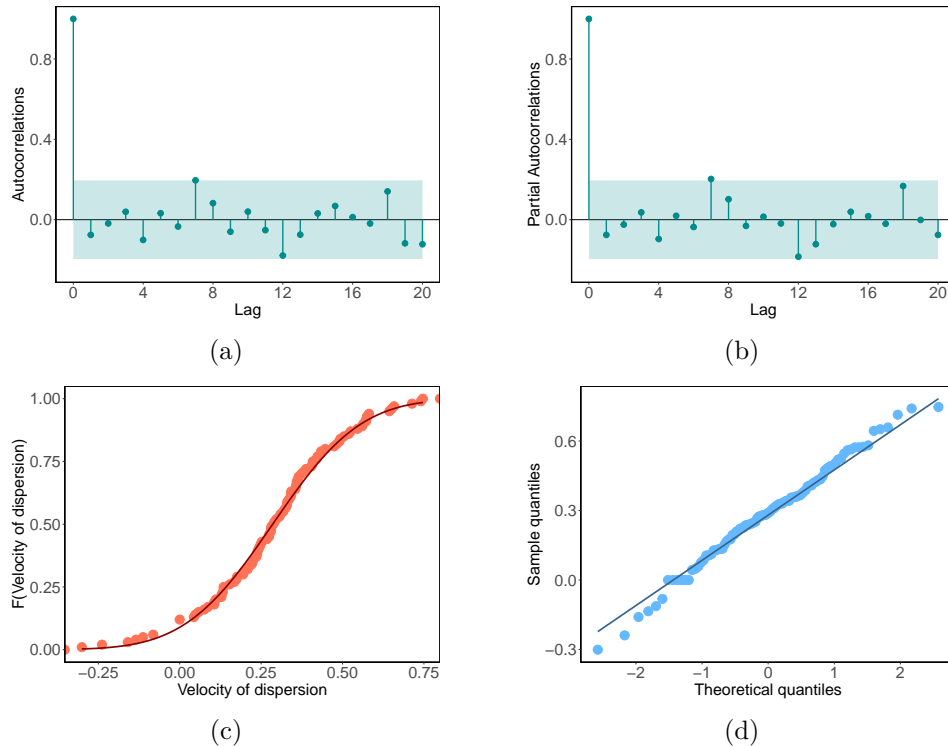 Autocorrelations
0.8
0.4
0.0
0 4 8 12 16 20
Lag
(a)
Partial Autocorrelations
0.8
0.4
0.0
0 4 8 12 16 20
Lag
(b)
F(Velocity of dispersion)
1.00
0.75
0.50
0.25
0.00
−0.25 0.00 0.25 0.50 0.75
Velocity of dispersion
(c)
Sample quantiles
0.6
0.3
0.0
−0.3
−2 −1 0 1 2
Theoretical quantiles
(d)